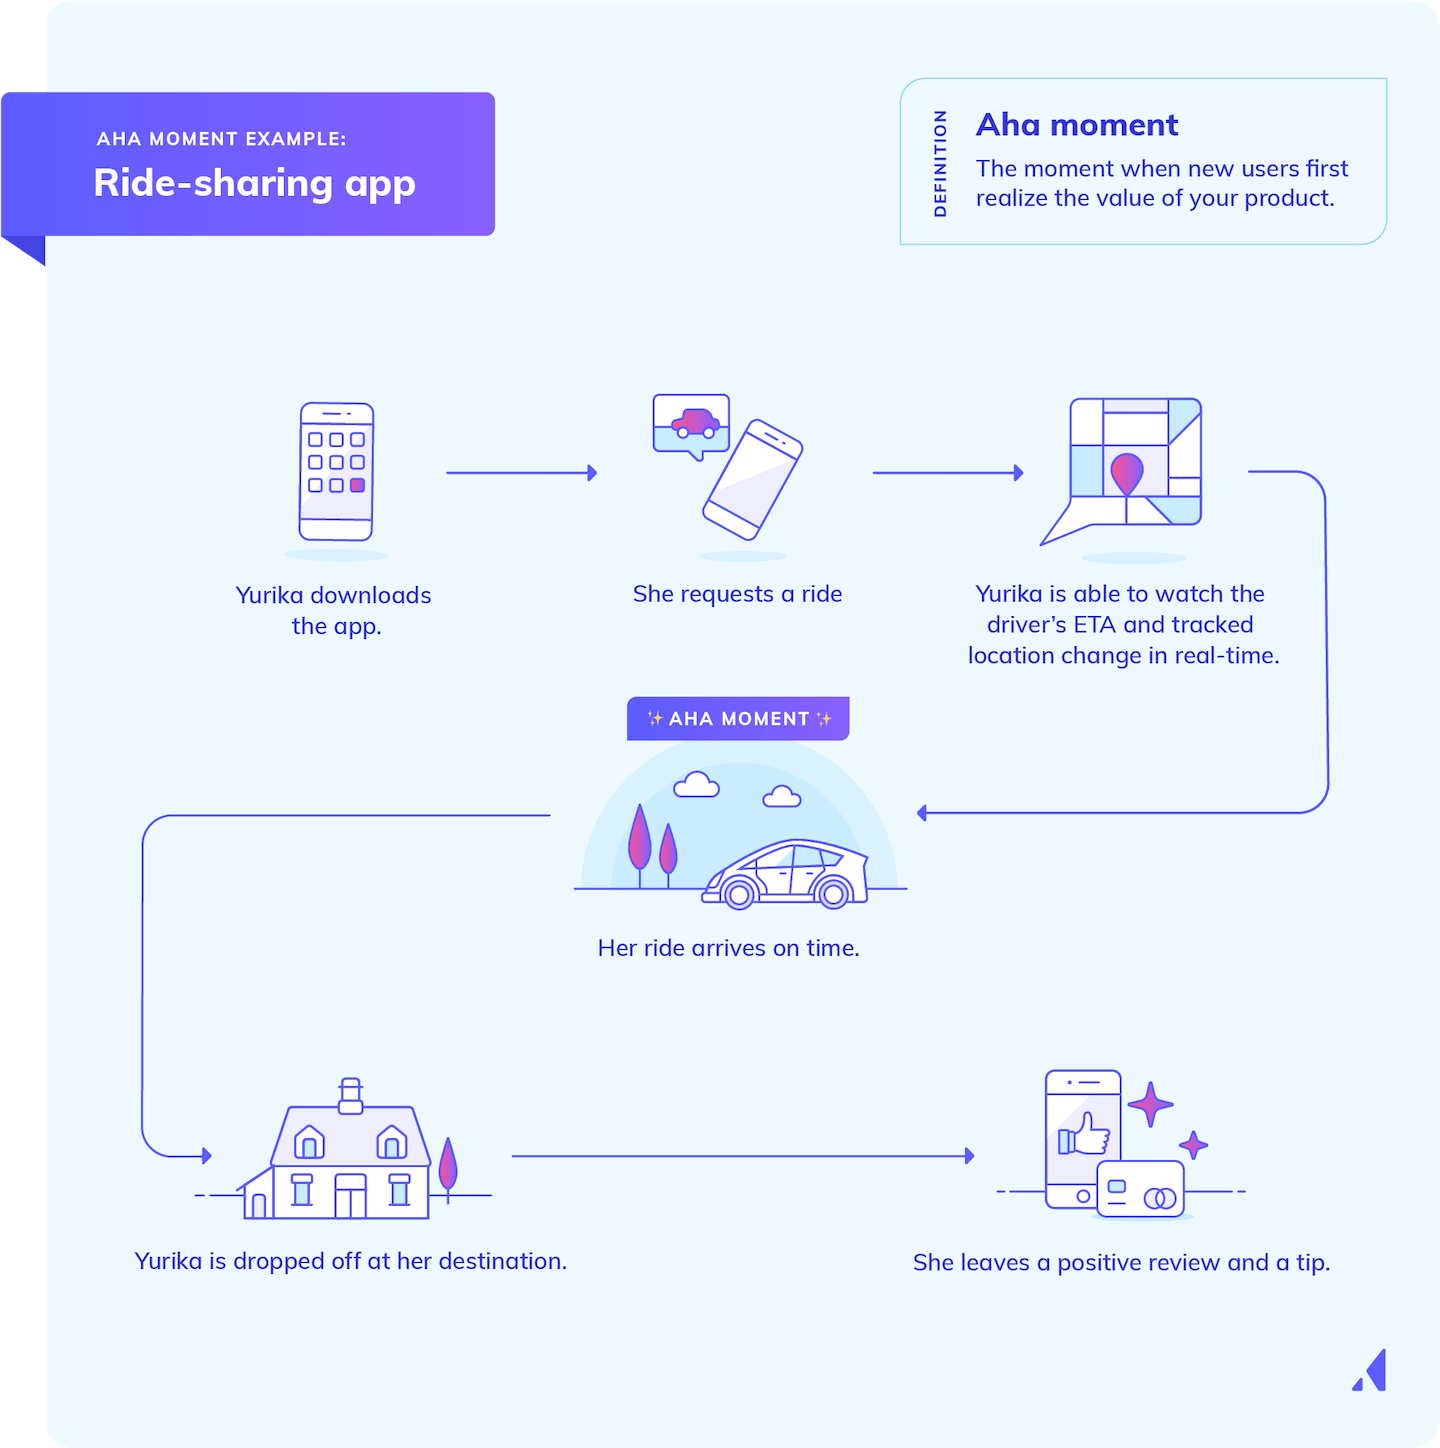 AHA MOMENT EXAMPLE:
Ride-sharing app
DEFINITION
Aha moment
The moment when new users first
realize the value of your product.
Yurika downloads
the app.
She requests a ride
Yurika is able to watch the
driver’s ETA and tracked
location change in real-time.
✨ AHA MOMENT ✨
Her ride arrives on time.
Yurika is dropped off at her destination.
She leaves a positive review and a tip.